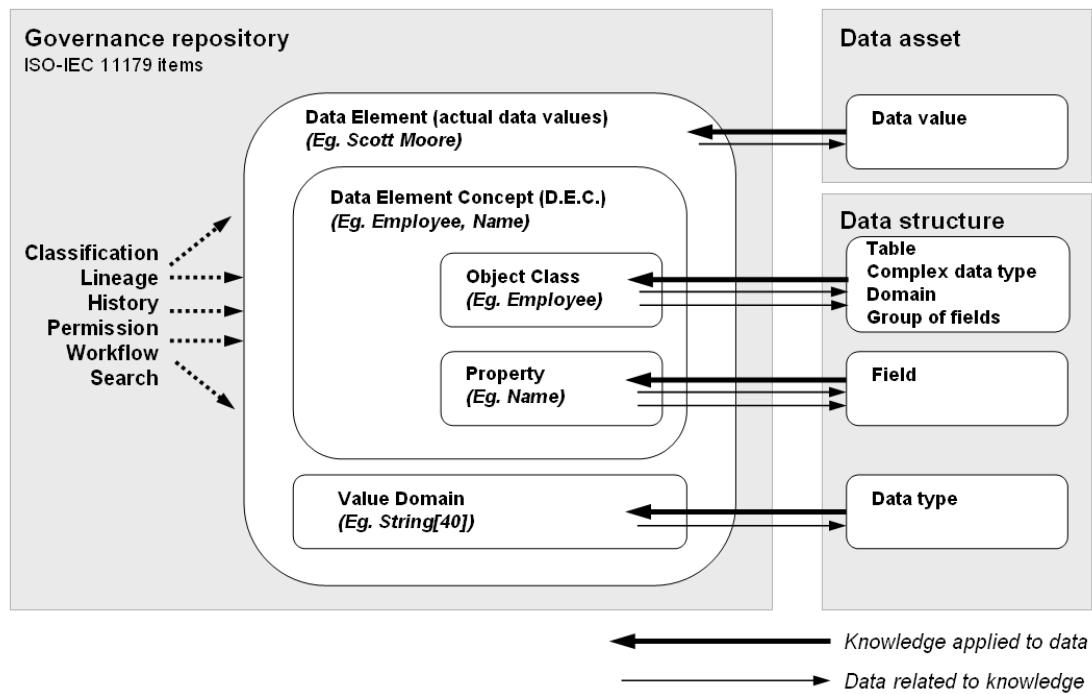 Governance repository
ISO-IEC 11179 items
Data Element (actual data values)
(Eg. Scott Moore)
Data Element Concept (D.E.C.)
(Eg. Employee, Name)
Object Class
(Eg. Employee)
Property
(Eg. Name)
Value Domain
(Eg. String[40])
Classification
Lineage
History
Permission
Workflow
Search
Data asset
Data value
Data structure
Table
Complex data type
Domain
Group of fields
Field
Data type
Knowledge applied to data
Data related to knowledge